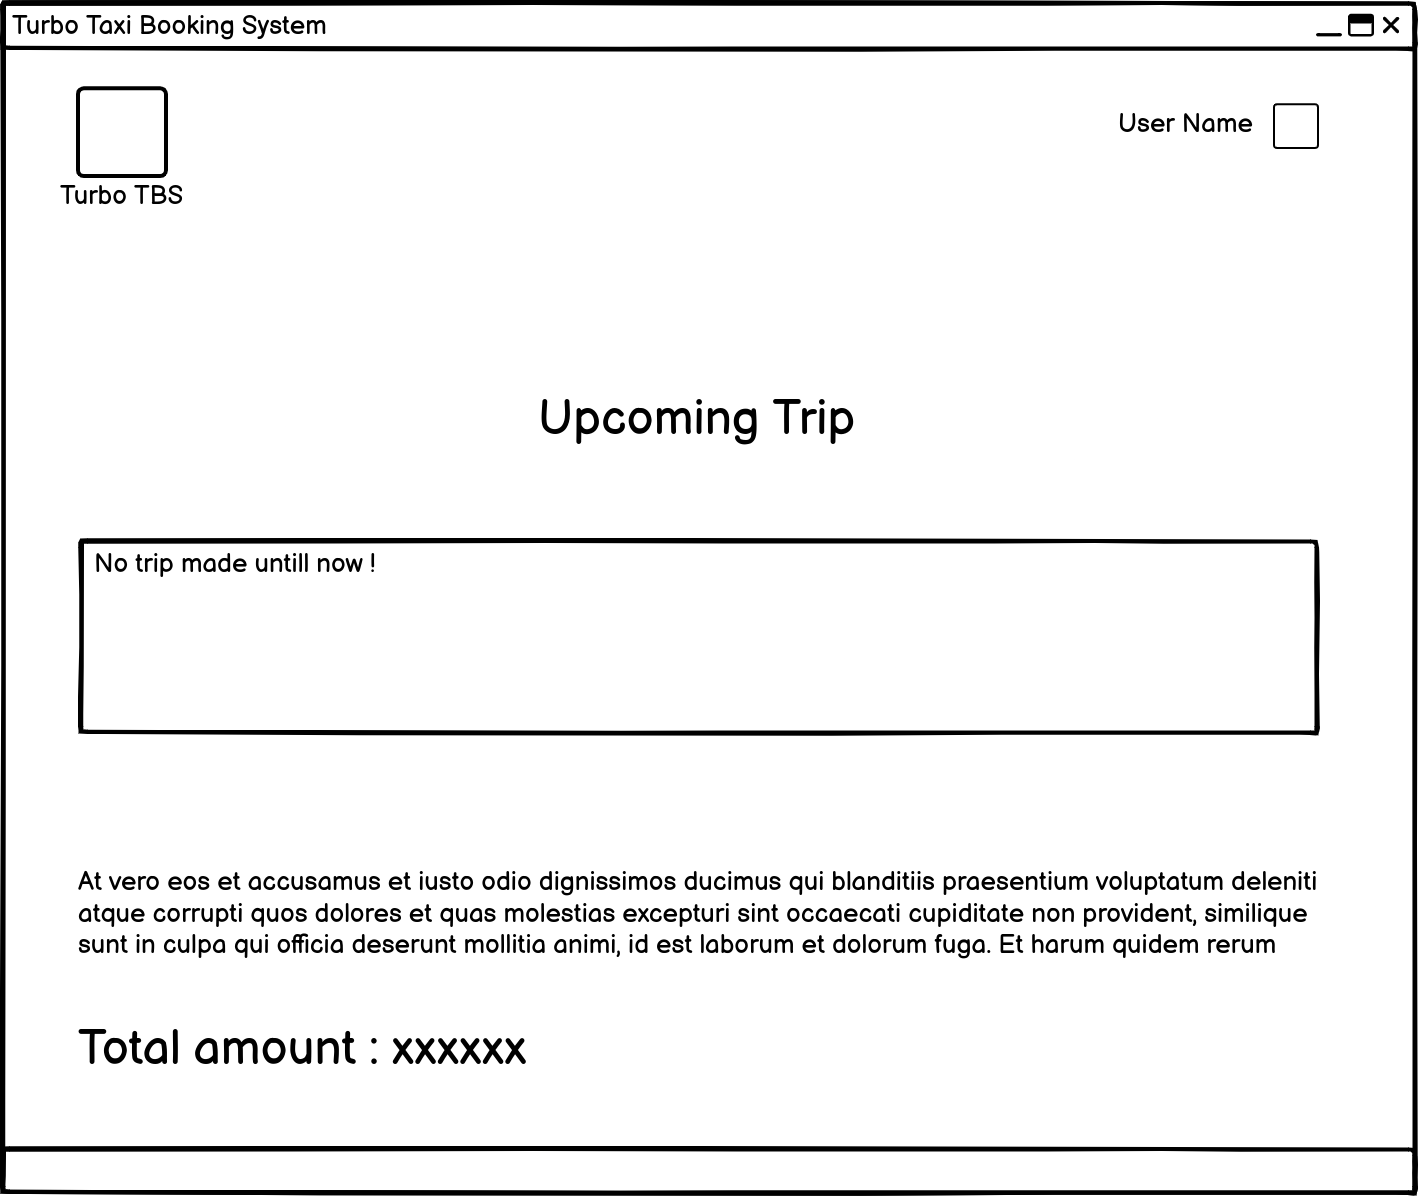 Turbo Taxi Booking System
User Name
Turbo TBS
Upcoming Trip
No trip made untill now !
At vero eos et accusamus et iusto odio dignissimos ducimus qui blanditiis praesentium voluptatum deleniti
atque corrupti quos dolores et quas molestias excepturi sint occaecati cupiditate non provident, similique
sunt in culpa qui officia deserunt mollitia animi, id est laborum et dolorum fuga. Et harum quidem rerum
Total amount : xxxxxx